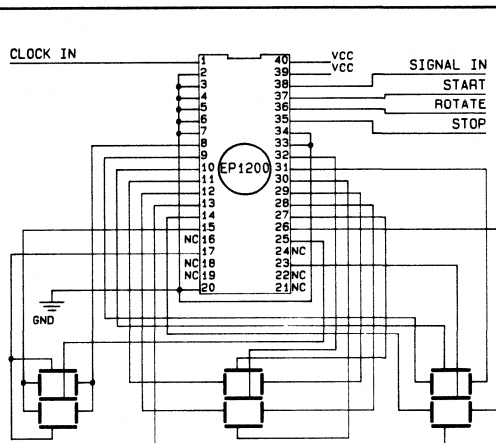 CLOCK IN
VCC
VCC
SIGNAL IN
START
ROTATE
STOP
EP1200
1 40
2 39
3 38
4 37
5 36
6 35
7 34
8 33
9 32
10 31
11 30
12 29
13 28
14 27
15 26
NC 16 25
17 24 NC
NC 18 23
NC 19 22 NC
20 21 NC
GND